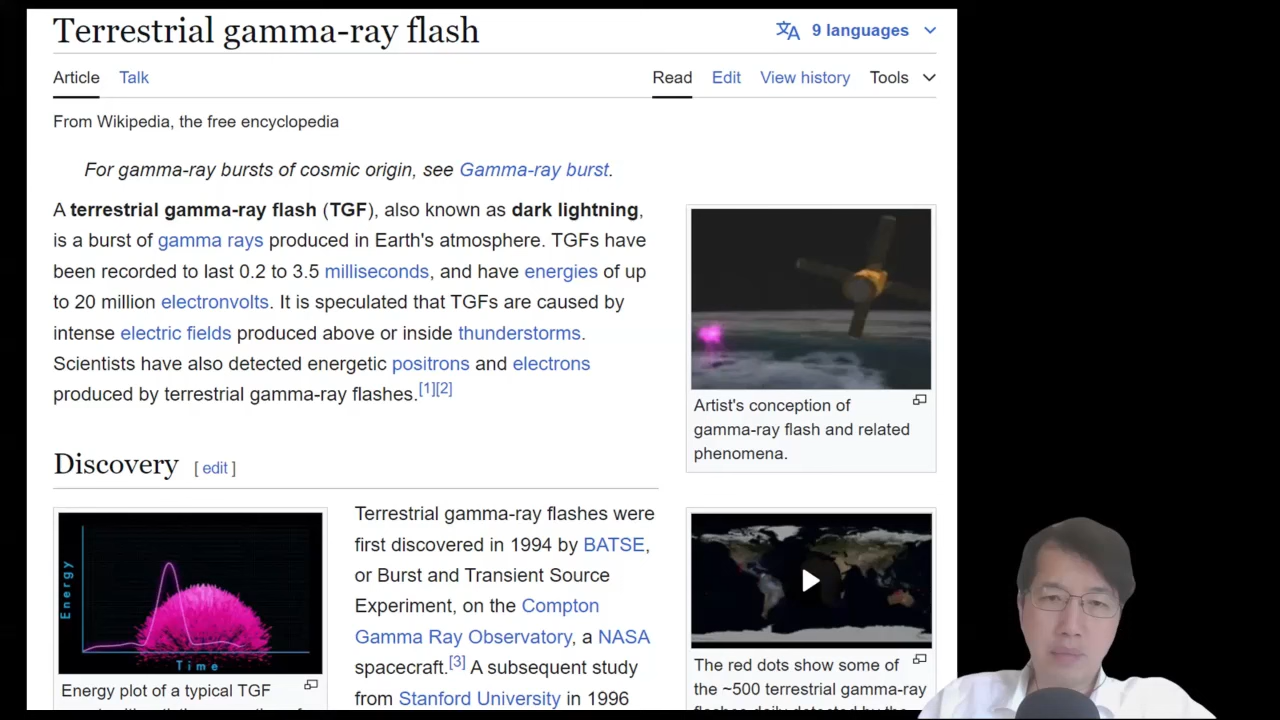 Terrestrial gamma-ray flash
9 languages
Article Talk
Read Edit View history Tools
From Wikipedia, the free encyclopedia
For gamma-ray bursts of cosmic origin, see Gamma-ray burst.
A terrestrial gamma-ray flash (TGF), also known as dark lightning,
is a burst of gamma rays produced in Earth's atmosphere. TGFs have
been recorded to last 0.2 to 3.5 milliseconds, and have energies of up
to 20 million electronvolts. It is speculated that TGFs are caused by
intense electric fields produced above or inside thunderstorms.
Scientists have also detected energetic positrons and electrons
produced by terrestrial gamma-ray flashes.[1][2]
Artist's conception of
gamma-ray flash and related
phenomena.
Discovery [ edit ]
Energy
Time
Energy plot of a typical TGF
Terrestrial gamma-ray flashes were
first discovered in 1994 by BATSE,
or Burst and Transient Source
Experiment, on the Compton
Gamma Ray Observatory, a NASA
spacecraft.[3] A subsequent study
from Stanford University in 1996
The red dots show some of
the ~500 terrestrial gamma-ray